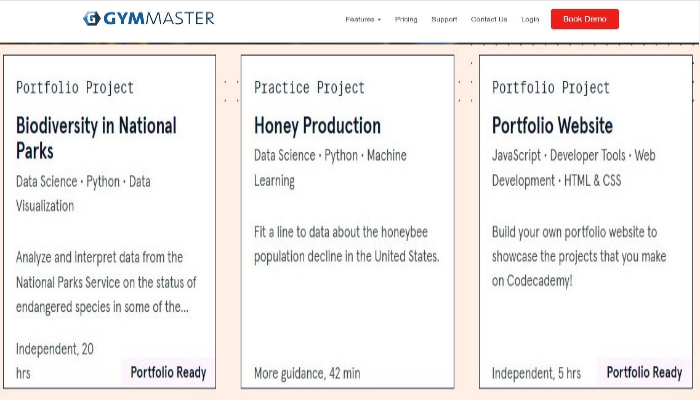 GYMMASTER
Features Pricing Support Contact Us Login Book Demo
Portfolio Project
Biodiversity in National
Parks
Data Science • Python • Data
Visualization
Analyze and interpret data from the
National Parks Service on the status of
endangered species in some of the...
Independent, 20
hrs
Portfolio Ready
Practice Project
Honey Production
Data Science • Python • Machine
Learning
Fit a line to data about the honeybee
population decline in the United States.
More guidance, 42 min
Portfolio Project
Portfolio Website
JavaScript • Developer Tools • Web
Development • HTML & CSS
Build your own portfolio website to
showcase the projects that you make
on Codecademy!
Independent, 5 hrs
Portfolio Ready